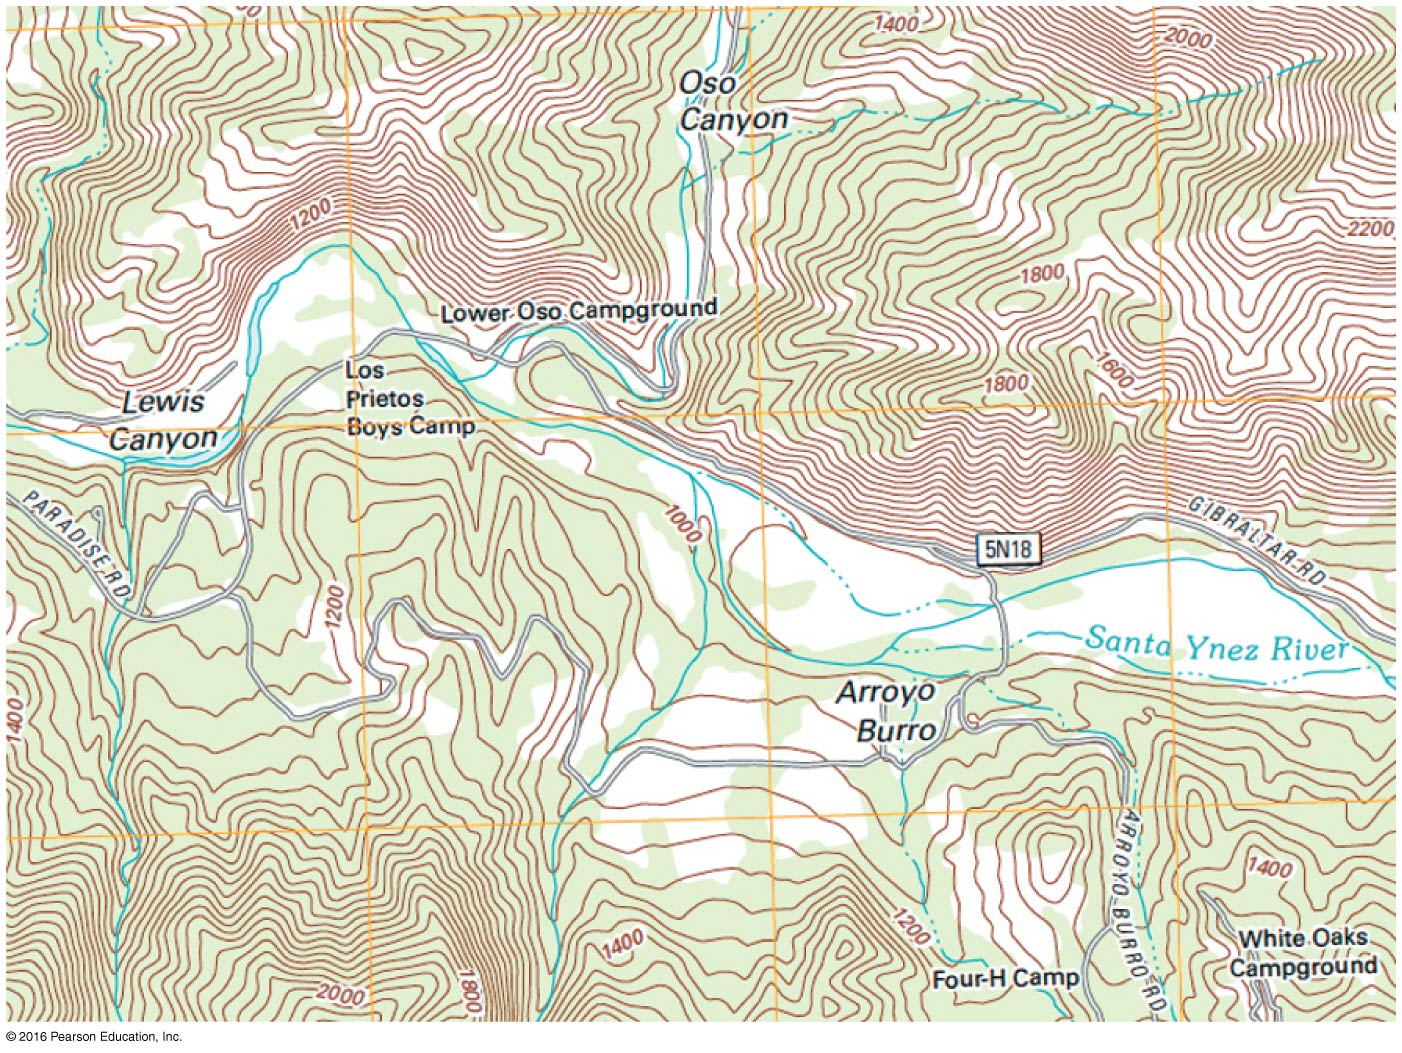 1400
2000
Oso
Canyon
1200
2200
1800
Lower Oso Campground
Los
Prietos
Boys Camp
1600
1800
Lewis
Canyon
PARADISE RD
1000
5N18
GIBRALTAR RD
1200
Santa Ynez River
Arroyo
Burro
1400
ARROYO BURRO RD
1400
1200
1400
White Oaks
Campground
Four-H Camp
2000
1800
© 2016 Pearson Education, Inc.